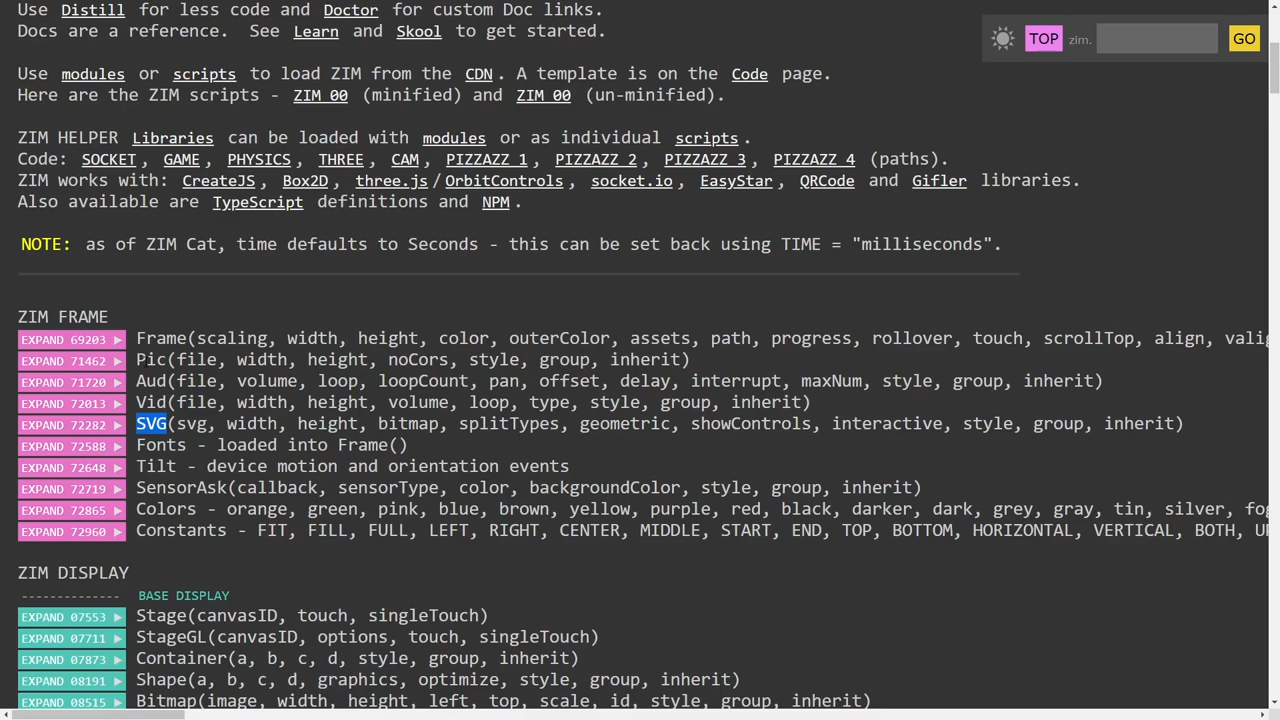 Use Distill for less code and Doctor for custom Doc links.
Docs are a reference. See Learn and Skool to get started.
TOP zim. GO
Use modules or scripts to load ZIM from the CDN. A template is on the Code page.
Here are the ZIM scripts - ZIM 00 (minified) and ZIM 00 (un-minified).
ZIM HELPER Libraries can be loaded with modules or as individual scripts.
Code: SOCKET, GAME, PHYSICS, THREE, CAM, PIZZAZZ 1, PIZZAZZ 2, PIZZAZZ 3, PIZZAZZ 4 (paths).
ZIM works with: CreateJS, Box2D, three.js/OrbitControls, socket.io, EasyStar, QRCode and Gifler libraries.
Also available are TypeScript definitions and NPM.
NOTE: as of ZIM Cat, time defaults to Seconds - this can be set back using TIME = "milliseconds".
ZIM FRAME
EXPAND 69203 ▶ Frame(scaling, width, height, color, outerColor, assets, path, progress, rollover, touch, scrollTop, align, valig
EXPAND 71462 ▶ Pic(file, width, height, noCors, style, group, inherit)
EXPAND 71720 ▶ Aud(file, volume, loop, loopCount, pan, offset, delay, interrupt, maxNum, style, group, inherit)
EXPAND 72013 ▶ Vid(file, width, height, volume, loop, type, style, group, inherit)
EXPAND 72282 ▶ SVG(svg, width, height, bitmap, splitTypes, geometric, showControls, interactive, style, group, inherit)
EXPAND 72588 ▶ Fonts - loaded into Frame()
EXPAND 72648 ▶ Tilt - device motion and orientation events
EXPAND 72719 ▶ SensorAsk(callback, sensorType, color, backgroundColor, style, group, inherit)
EXPAND 72865 ▶ Colors - orange, green, pink, blue, brown, yellow, purple, red, black, darker, dark, grey, gray, tin, silver, fog
EXPAND 72960 ▶ Constants - FIT, FILL, FULL, LEFT, RIGHT, CENTER, MIDDLE, START, END, TOP, BOTTOM, HORIZONTAL, VERTICAL, BOTH, UP
ZIM DISPLAY
-------------- BASE DISPLAY
EXPAND 07553 ▶ Stage(canvasID, touch, singleTouch)
EXPAND 07711 ▶ StageGL(canvasID, options, touch, singleTouch)
EXPAND 07873 ▶ Container(a, b, c, d, style, group, inherit)
EXPAND 08191 ▶ Shape(a, b, c, d, graphics, optimize, style, group, inherit)
EXPAND 08515 ▶ Bitmap(image, width, height, left, top, scale, id, style, group, inherit)